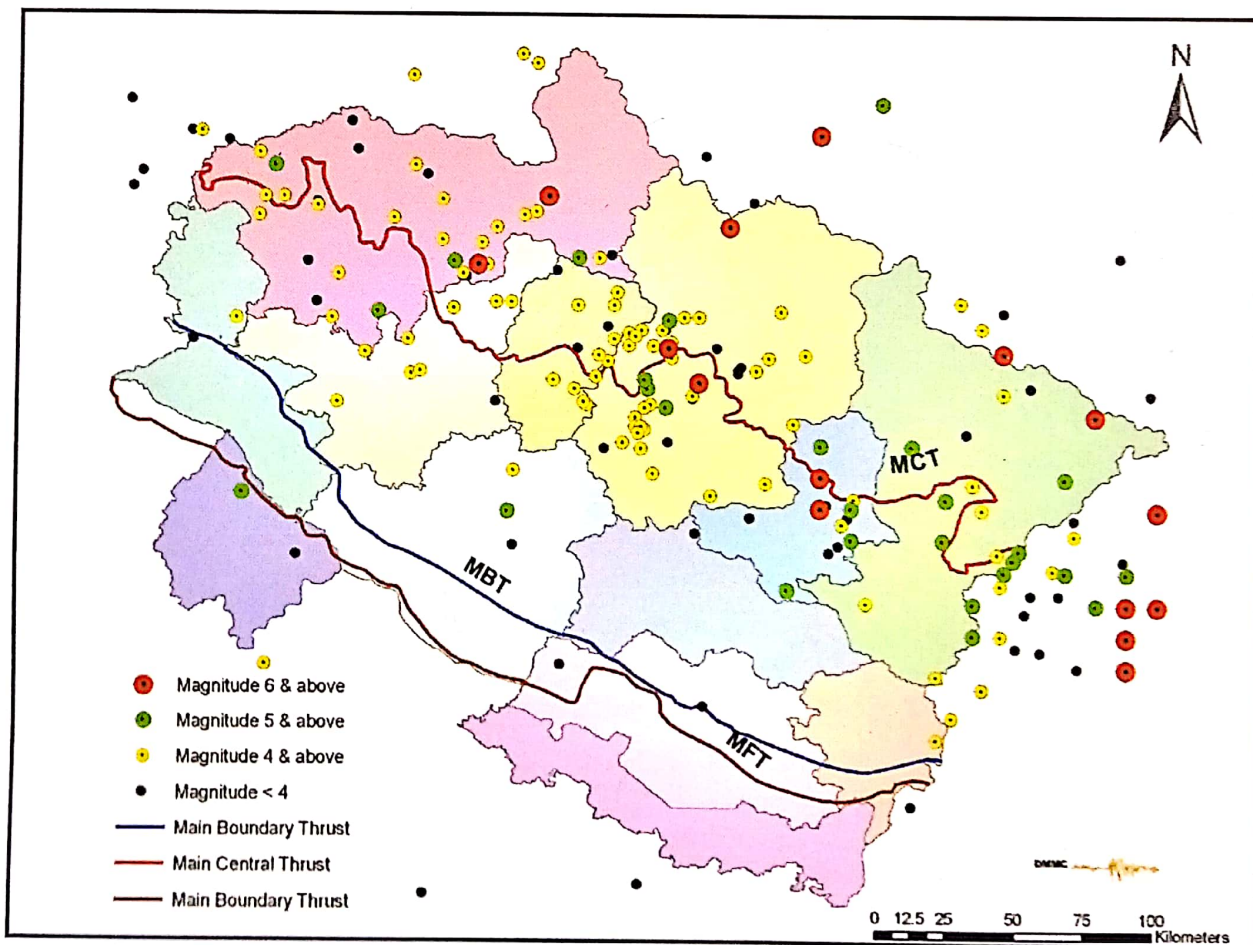 N
MCT
MBT
MFT
Magnitude 6 & above
Magnitude 5 & above
Magnitude 4 & above
Magnitude < 4
Main Boundary Thrust
Main Central Thrust
Main Boundary Thrust
DMMC
0 12.5 25 50 75 100
Kilometers